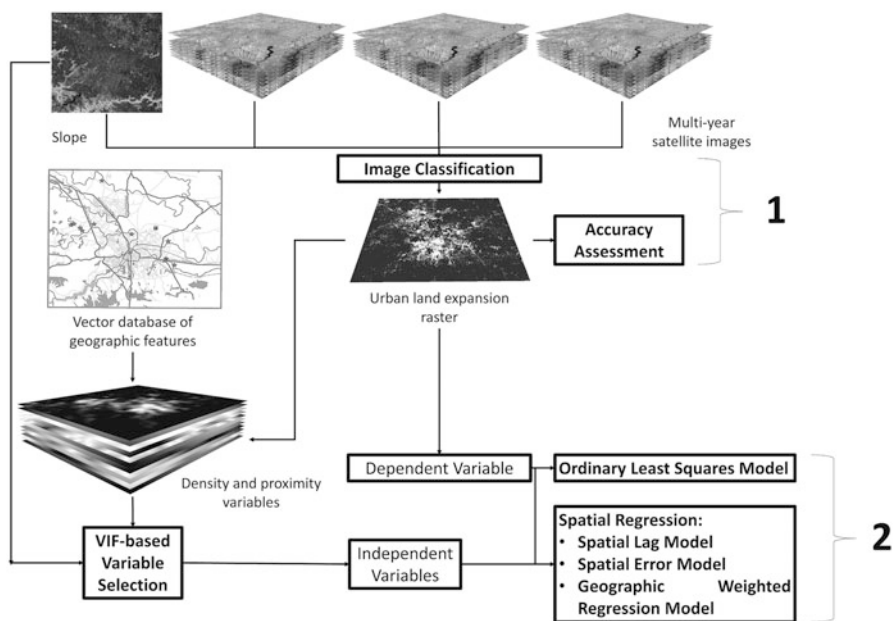 Slope
Multi-year
satellite images
Image Classification
1
Accuracy
Assessment
Urban land expansion
raster
Vector database of
geographic features
Density and proximity
variables
Dependent Variable
Ordinary Least Squares Model
VIF-based
Variable
Selection
Independent
Variables
Spatial Regression:
• Spatial Lag Model
• Spatial Error Model
• Geographic Weighted
Regression Model
2